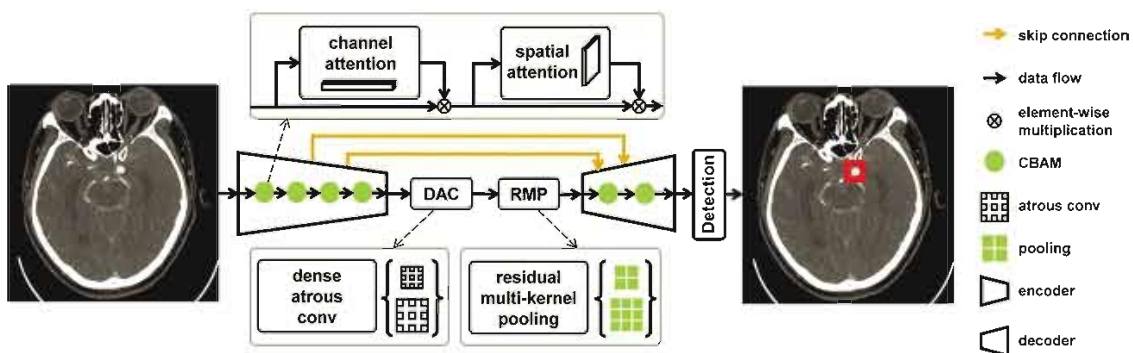 channel
attention
spatial
attention
DAC
RMP
Detection
dense
atrous
conv
residual
multi-kernel
pooling
skip connection
data flow
element-wise
multiplication
CBAM
atrous conv
pooling
encoder
decoder